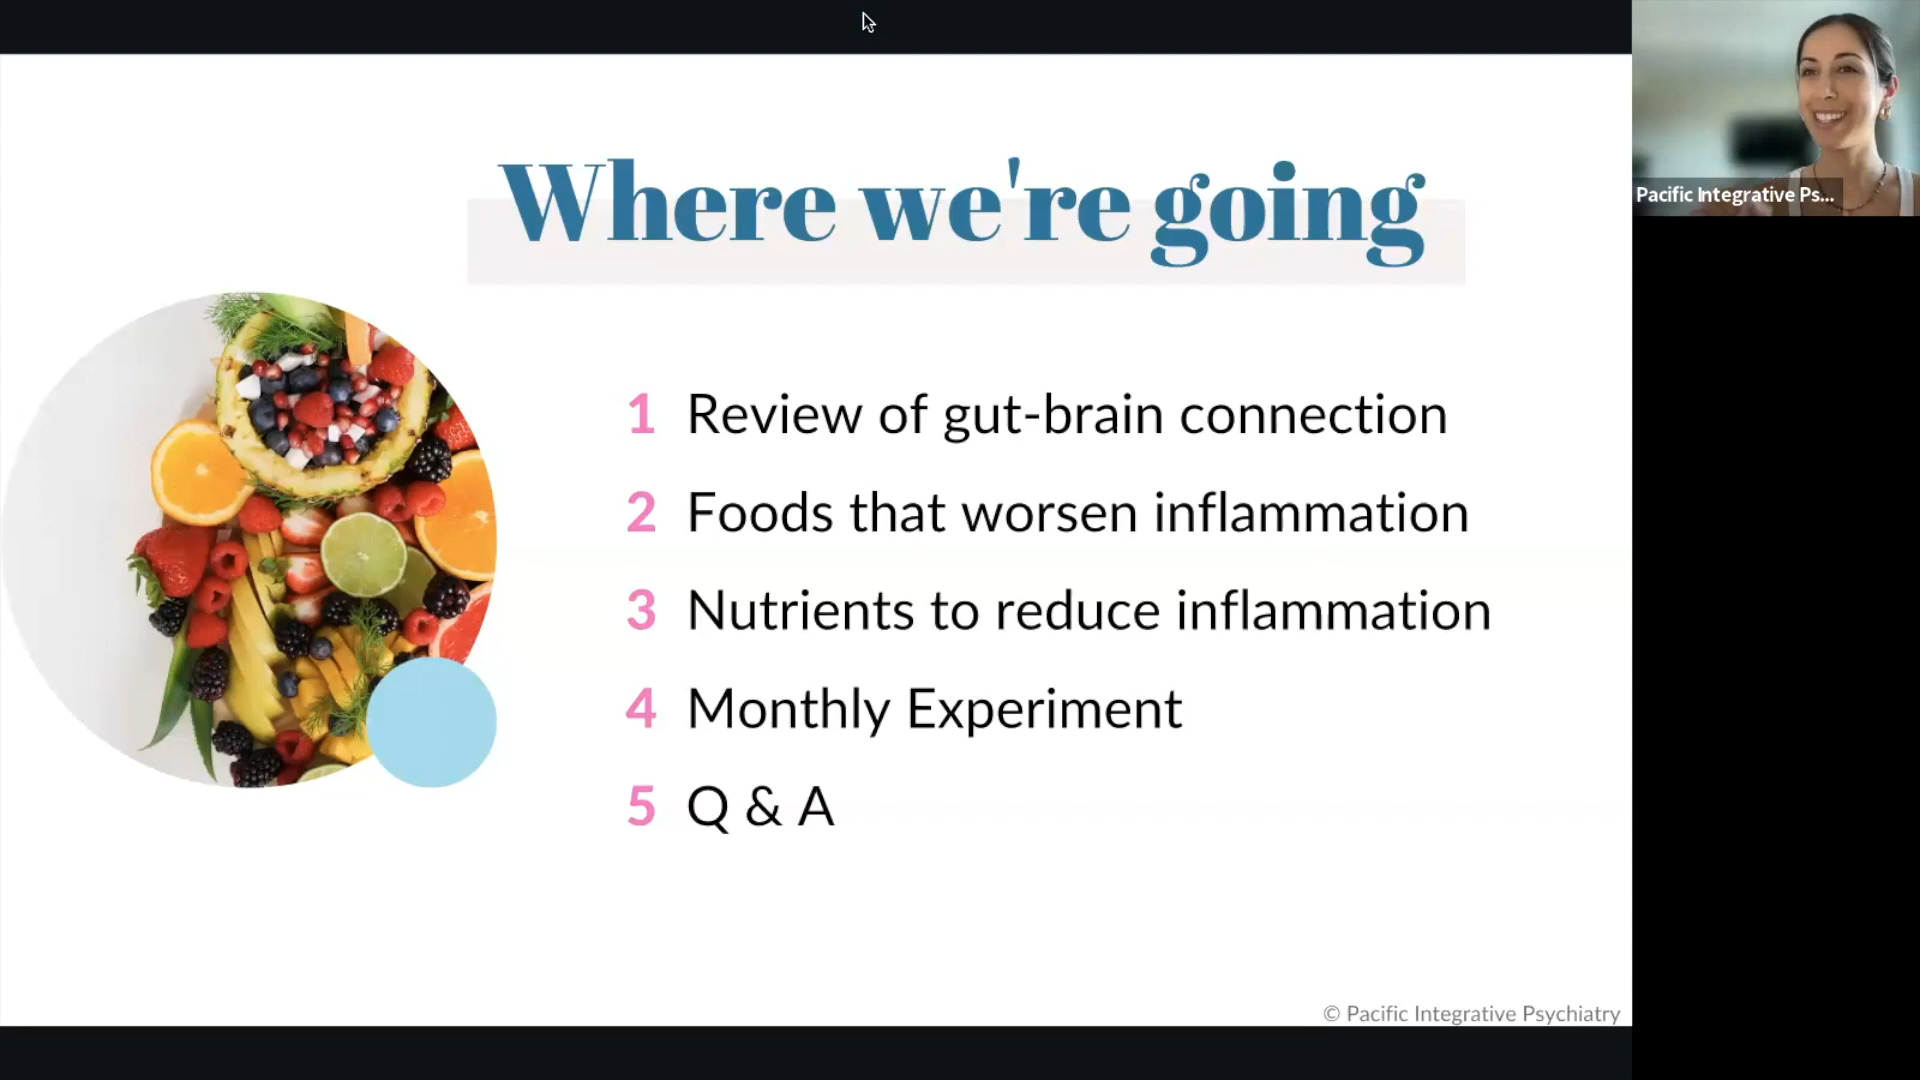 Where we're going
1 Review of gut-brain connection
2 Foods that worsen inflammation
3 Nutrients to reduce inflammation
4 Monthly Experiment
5 Q & A
© Pacific Integrative Psychiatry
Pacific Integrative Ps...